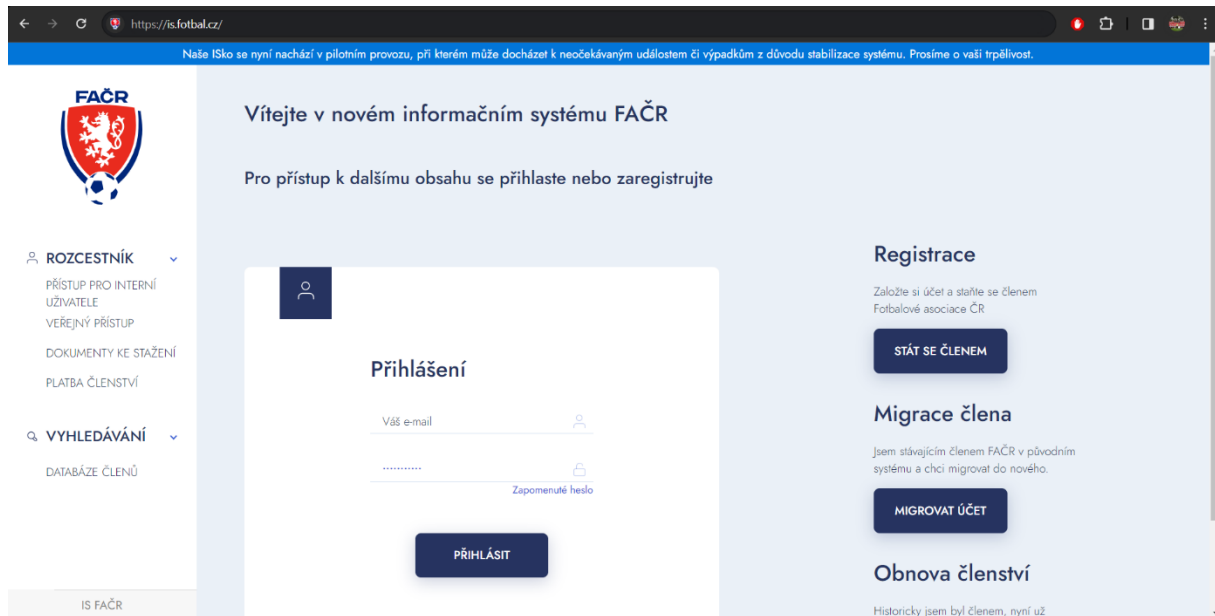 https://is.fotbal.cz/
Naše ISko se nyní nachází v pilotním provozu, při kterém může docházet k neočekávaným událostem či výpadkům z důvodu stabilizace systému. Prosíme o vaši trpělivost.
FAČR
ROZCESTNÍK
PŘÍSTUP PRO INTERNÍ
UŽIVATELE
VEŘEJNÝ PŘÍSTUP
DOKUMENTY KE STAŽENÍ
PLATBA ČLENSTVÍ
VYHLEDÁVÁNÍ
DATABÁZE ČLENŮ
IS FAČR
Vítejte v novém informačním systému FAČR
Pro přístup k dalšímu obsahu se přihlaste nebo zaregistrujte
Přihlášení
Váš e-mail
...........
Zapomenuté heslo
PŘIHLÁSIT
Registrace
Založte si účet a staňte se členem
Fotbalové asociace ČR
STÁT SE ČLENEM
Migrace člena
Jsem stávajícím členem FAČR v původním
systému a chci migrovat do nového.
MIGROVAT ÚČET
Obnova členství
Historicky jsem byl členem, nyní už